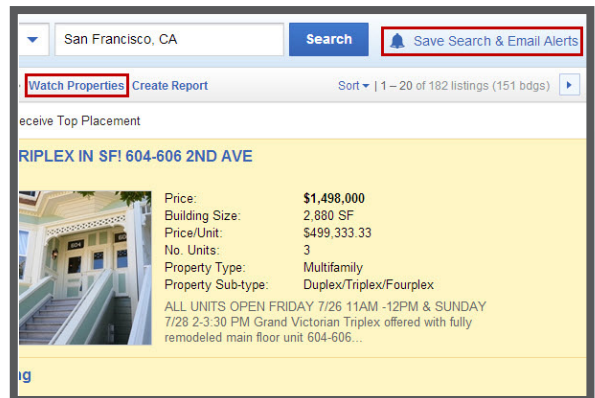 San Francisco, CA Search Save Search & Email Alerts
Watch Properties Create Report Sort | 1 – 20 of 182 listings (151 bdgs)
eceive Top Placement
RIPLEX IN SF! 604-606 2ND AVE
Price: $1,498,000
Building Size: 2,880 SF
Price/Unit: $499,333.33
No. Units: 3
Property Type: Multifamily
Property Sub-type: Duplex/Triplex/Fourplex
ALL UNITS OPEN FRIDAY 7/26 11AM -12PM & SUNDAY
7/28 2-3:30 PM Grand Victorian Triplex offered with fully
remodeled main floor unit 604-606...
604
ng